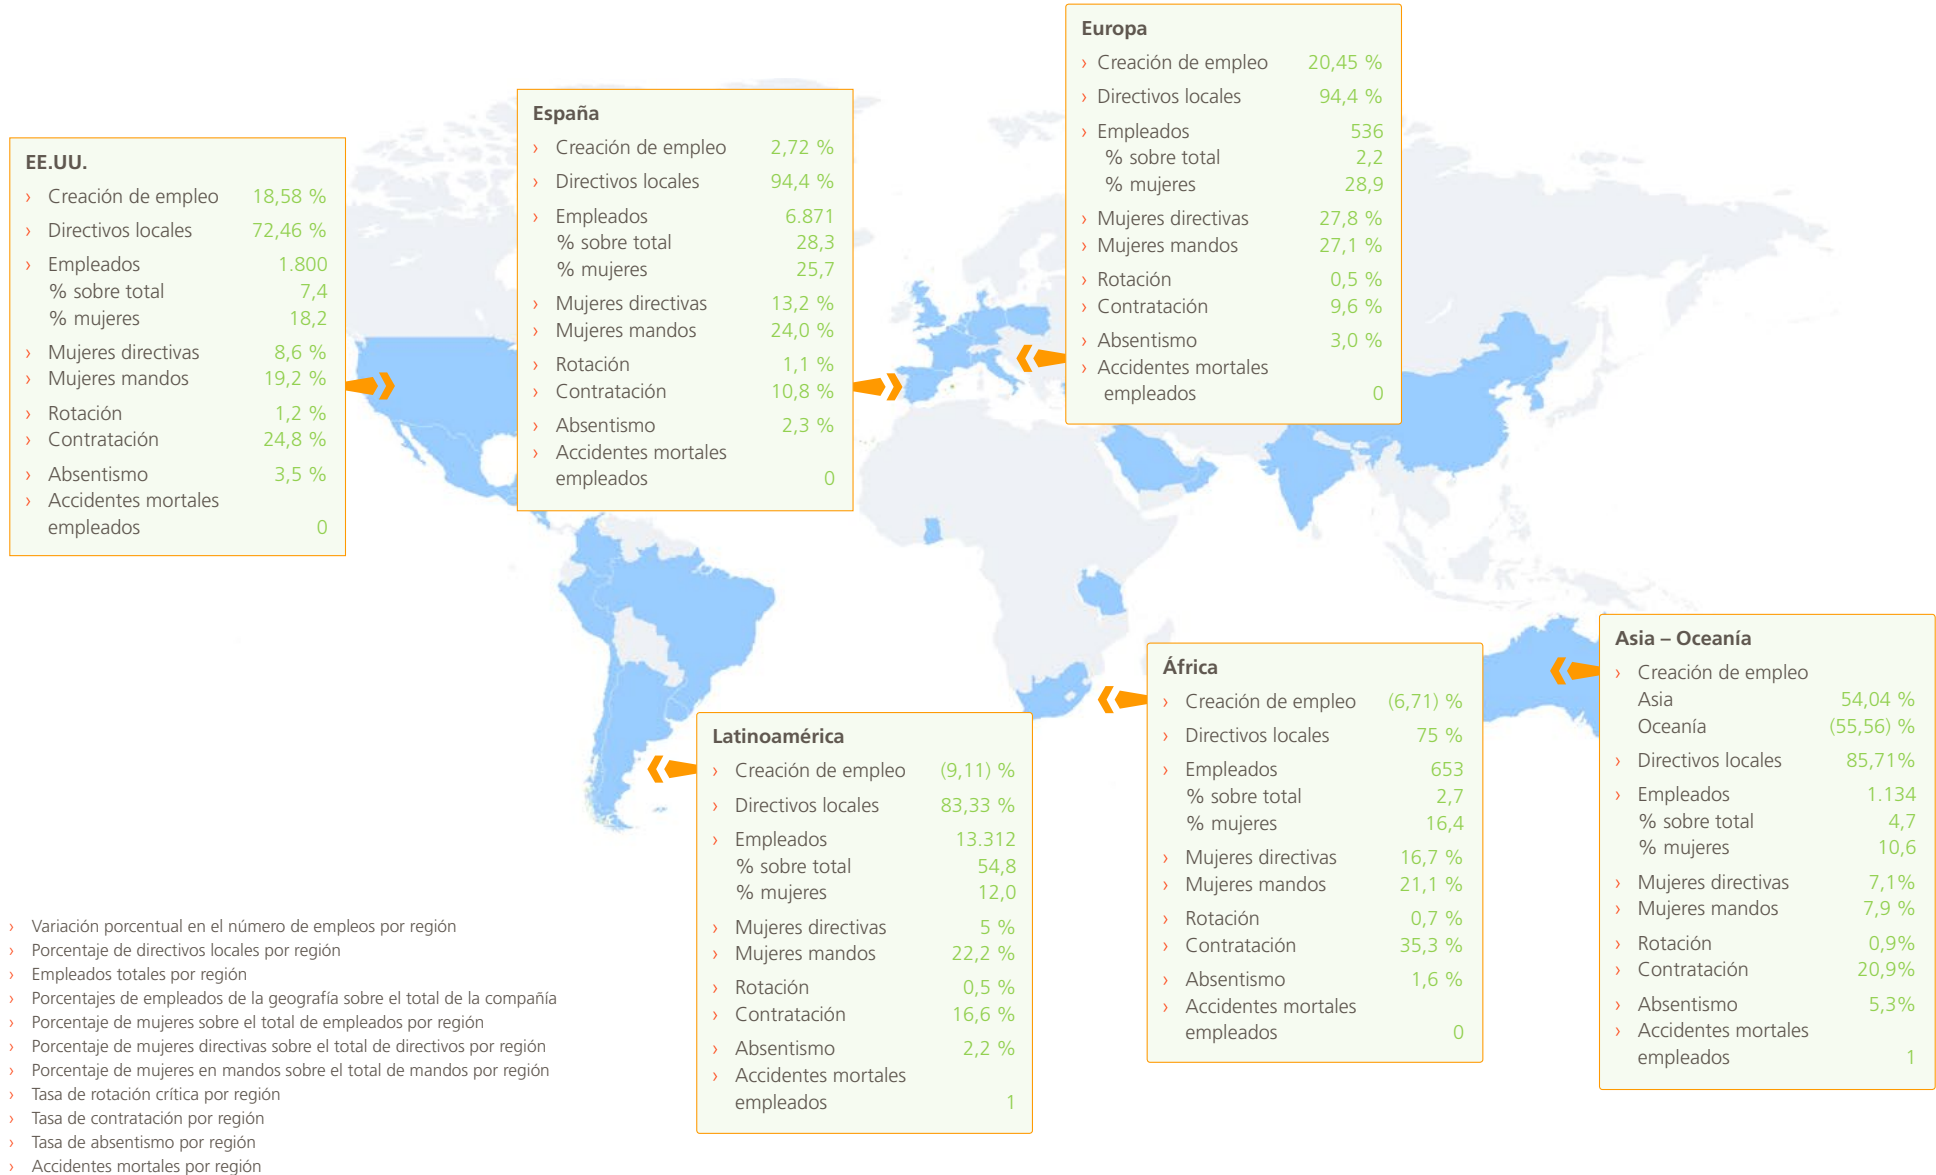 EE.UU.
› Creación de empleo 18,58 %
› Directivos locales 72,46 %
› Empleados 1.800
% sobre total 7,4
% mujeres 18,2
› Mujeres directivas 8,6 %
› Mujeres mandos 19,2 %
› Rotación 1,2 %
› Contratación 24,8 %
› Absentismo 3,5 %
› Accidentes mortales
empleados 0
España
› Creación de empleo 2,72 %
› Directivos locales 94,4 %
› Empleados 6.871
% sobre total 28,3
% mujeres 25,7
› Mujeres directivas 13,2 %
› Mujeres mandos 24,0 %
› Rotación 1,1 %
› Contratación 10,8 %
› Absentismo 2,3 %
› Accidentes mortales
empleados 0
Europa
› Creación de empleo 20,45 %
› Directivos locales 94,4 %
› Empleados 536
% sobre total 2,2
% mujeres 28,9
› Mujeres directivas 27,8 %
› Mujeres mandos 27,1 %
› Rotación 0,5 %
› Contratación 9,6 %
› Absentismo 3,0 %
› Accidentes mortales
empleados 0
Latinoamérica
› Creación de empleo (9,11) %
› Directivos locales 83,33 %
› Empleados 13.312
% sobre total 54,8
% mujeres 12,0
› Mujeres directivas 5 %
› Mujeres mandos 22,2 %
› Rotación 0,5 %
› Contratación 16,6 %
› Absentismo 2,2 %
› Accidentes mortales
empleados 1
África
› Creación de empleo (6,71) %
› Directivos locales 75 %
› Empleados 653
% sobre total 2,7
% mujeres 16,4
› Mujeres directivas 16,7 %
› Mujeres mandos 21,1 %
› Rotación 0,7 %
› Contratación 35,3 %
› Absentismo 1,6 %
› Accidentes mortales
empleados 0
Asia – Oceanía
› Creación de empleo
Asia 54,04 %
Oceanía (55,56) %
› Directivos locales 85,71%
› Empleados 1.134
% sobre total 4,7
% mujeres 10,6
› Mujeres directivas 7,1%
› Mujeres mandos 7,9 %
› Rotación 0,9%
› Contratación 20,9%
› Absentismo 5,3%
› Accidentes mortales
empleados 1
› Variación porcentual en el número de empleos por región
› Porcentaje de directivos locales por región
› Empleados totales por región
› Porcentajes de empleados de la geografía sobre el total de la compañía
› Porcentaje de mujeres sobre el total de empleados por región
› Porcentaje de mujeres directivas sobre el total de directivos por región
› Porcentaje de mujeres en mandos sobre el total de mandos por región
› Tasa de rotación crítica por región
› Tasa de contratación por región
› Tasa de absentismo por región
› Accidentes mortales por región